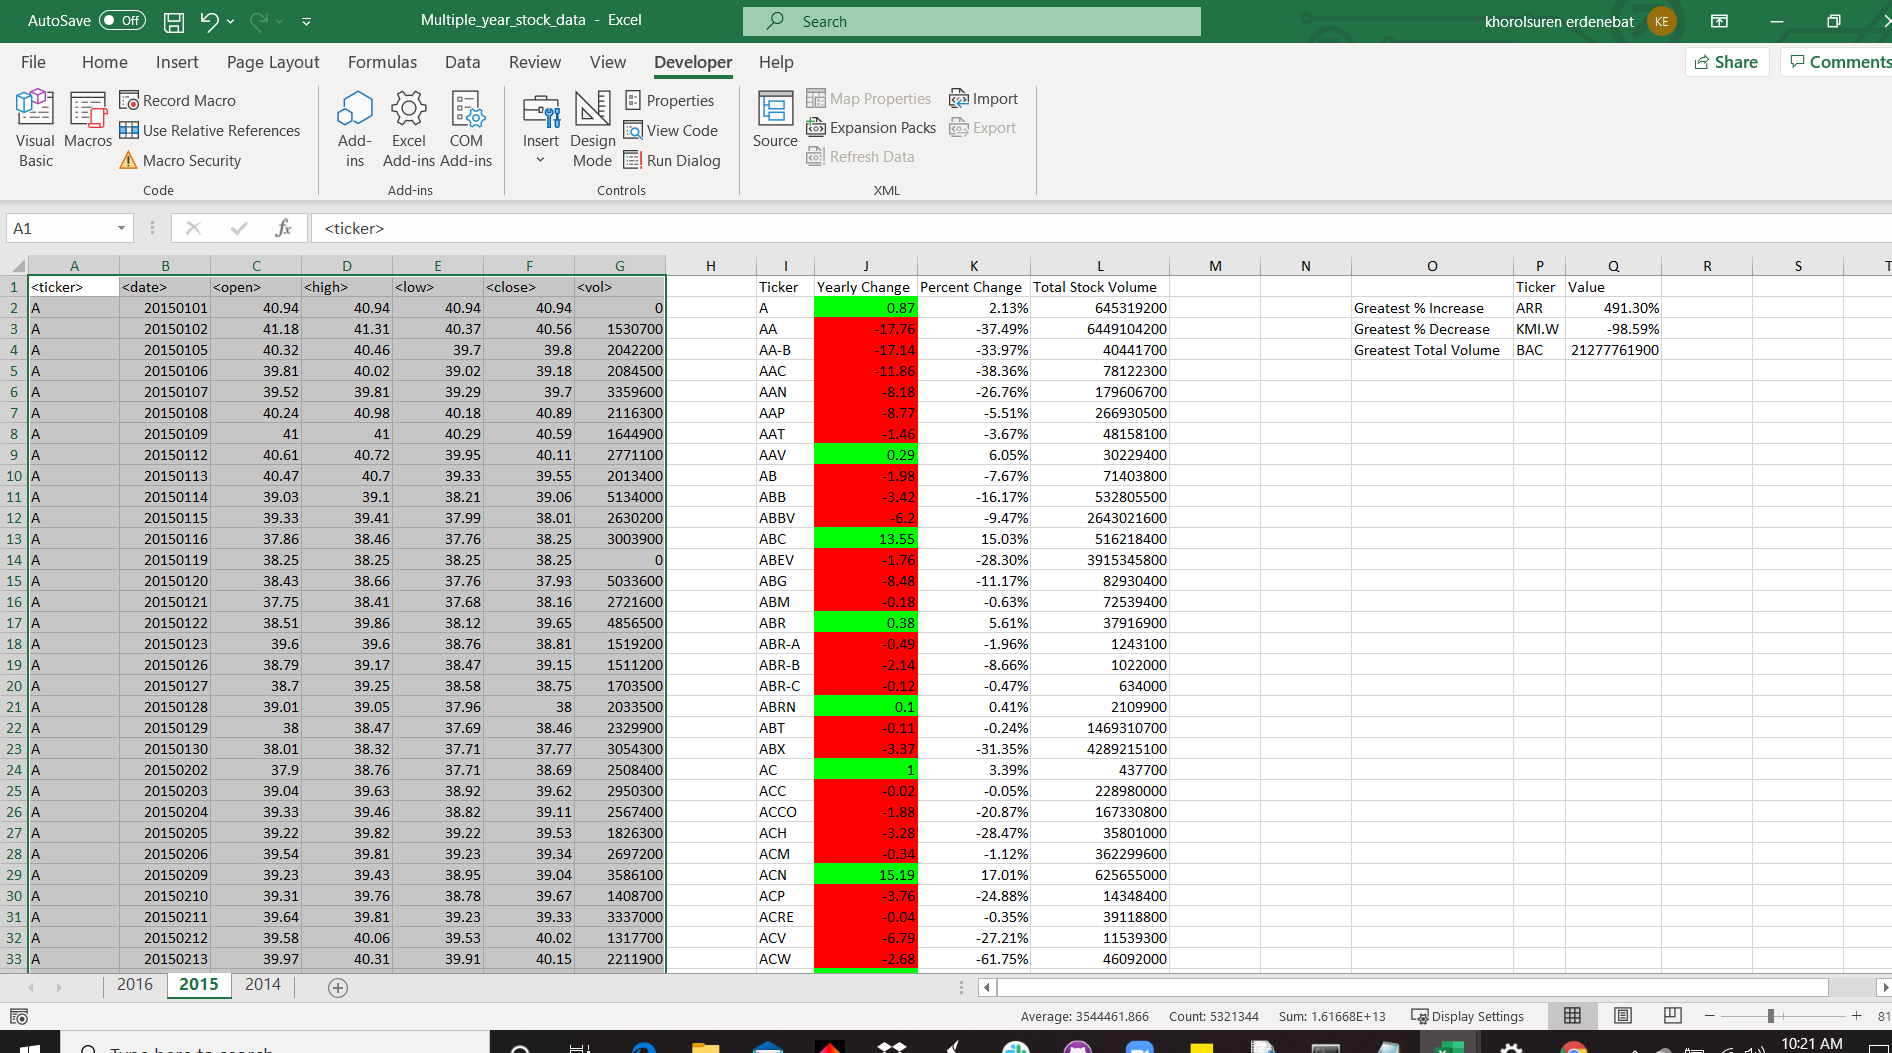 AutoSave Off Multiple_year_stock_data - Excel Search khorolsuren erdenebat KE
File Home Insert Page Layout Formulas Data Review View Developer Help Share Comments
Visual Basic Macros Record Macro Use Relative References Macro Security Code
Add-ins Excel Add-ins COM Add-ins Add-ins
Insert Design Mode Properties View Code Run Dialog Controls
Source Map Properties Expansion Packs Refresh Data Import Export XML
A1 fx <ticker>
A B C D E F G H I J K L M N O P Q R S T
1 <ticker> <date> <open> <high> <low> <close> <vol> Ticker Yearly Change Percent Change Total Stock Volume Ticker Value
2 A 20150101 40.94 40.94 40.94 40.94 0 A 0.87 2.13% 645319200 Greatest % Increase ARR 491.30%
3 A 20150102 41.18 41.31 40.37 40.56 1530700 AA -17.76 -37.49% 6449104200 Greatest % Decrease KMI.W -98.59%
4 A 20150105 40.32 40.46 39.7 39.8 2042200 AA-B -17.14 -33.97% 40441700 Greatest Total Volume BAC 21277761900
5 A 20150106 39.81 40.02 39.02 39.18 2084500 AAC -11.86 -38.36% 78122300
6 A 20150107 39.52 39.81 39.29 39.7 3359600 AAN -8.18 -26.76% 179606700
7 A 20150108 40.24 40.98 40.18 40.89 2116300 AAP -8.77 -5.51% 266930500
8 A 20150109 41 41 40.29 40.59 1644900 AAT -1.46 -3.67% 48158100
9 A 20150112 40.61 40.72 39.95 40.11 2771100 AAV 0.29 6.05% 30229400
10 A 20150113 40.47 40.7 39.33 39.55 2013400 AB -1.98 -7.67% 71403800
11 A 20150114 39.03 39.1 38.21 39.06 5134000 ABB -3.42 -16.17% 532805500
12 A 20150115 39.33 39.41 37.99 38.01 2630200 ABBV -6.2 -9.47% 2643021600
13 A 20150116 37.86 38.46 37.76 38.25 3003900 ABC 13.55 15.03% 516218400
14 A 20150119 38.25 38.25 38.25 38.25 0 ABEV -1.76 -28.30% 3915345800
15 A 20150120 38.43 38.66 37.76 37.93 5033600 ABG -8.48 -11.17% 82930400
16 A 20150121 37.75 38.41 37.68 38.16 2721600 ABM -0.18 -0.63% 72539400
17 A 20150122 38.51 39.86 38.12 39.65 4856500 ABR 0.38 5.61% 37916900
18 A 20150123 39.6 39.6 38.76 38.81 1519200 ABR-A -0.49 -1.96% 1243100
19 A 20150126 38.79 39.17 38.47 39.15 1511200 ABR-B -2.14 -8.66% 1022000
20 A 20150127 38.7 39.25 38.58 38.75 1703500 ABR-C -0.12 -0.47% 634000
21 A 20150128 39.01 39.05 37.96 38 2033500 ABRN 0.1 0.41% 2109900
22 A 20150129 38 38.47 37.69 38.46 2329900 ABT -0.11 -0.24% 1469310700
23 A 20150130 38.01 38.32 37.71 37.77 3054300 ABX -3.37 -31.35% 4289215100
24 A 20150202 37.9 38.76 37.71 38.69 2508400 AC 1 3.39% 437700
25 A 20150203 39.04 39.63 38.92 39.62 2950300 ACC -0.02 -0.05% 228980000
26 A 20150204 39.33 39.46 38.82 39.11 2567400 ACCO -1.88 -20.87% 167330800
27 A 20150205 39.22 39.82 39.22 39.53 1826300 ACH -3.28 -28.47% 35801000
28 A 20150206 39.54 39.81 39.23 39.34 2697200 ACM -0.34 -1.12% 362299600
29 A 20150209 39.23 39.43 38.95 39.04 3586100 ACN 15.19 17.01% 625655000
30 A 20150210 39.31 39.76 38.78 39.67 1408700 ACP -3.76 -24.88% 14348400
31 A 20150211 39.64 39.81 39.23 39.33 3337000 ACRE -0.04 -0.35% 39118800
32 A 20150212 39.58 40.06 39.53 40.02 1317700 ACV -6.79 -27.21% 11539300
33 A 20150213 39.97 40.31 39.91 40.15 2211900 ACW -2.68 -61.75% 46092000
2016 2015 2014
Average: 3544461.866 Count: 5321344 Sum: 1.61668E+13 Display Settings 81
Type here to search 10:21 AM